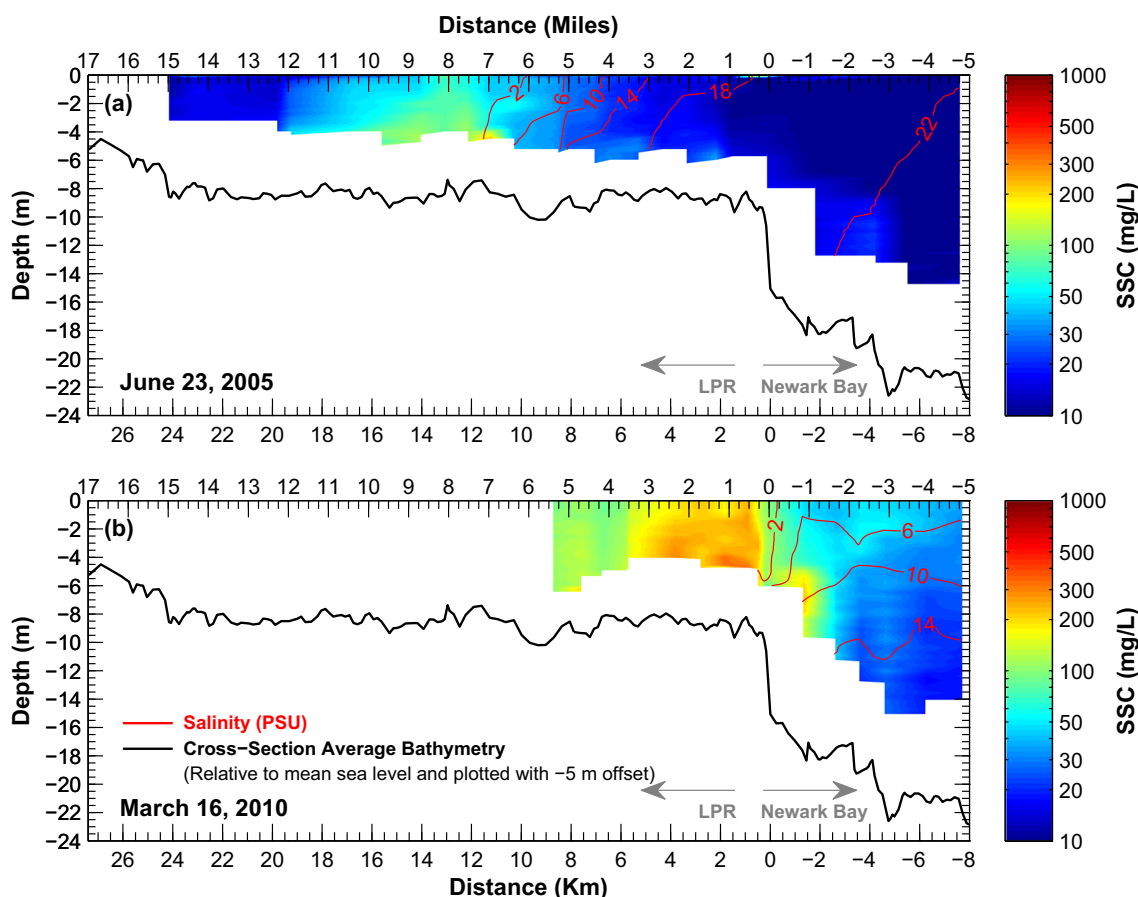 Distance (Miles)
17 16 15 14 13 12 11 10 9 8 7 6 5 4 3 2 1 0 −1 −2 −3 −4 −5
(a)
0
−2
−4
−6
−8
−10
−12
−14
−16
−18
−20
−22
−24
Depth (m)
2
6
10
14
18
22
June 23, 2005
LPR
Newark Bay
26 24 22 20 18 16 14 12 10 8 6 4 2 0 −2 −4 −6 −8
1000
500
300
200
100
50
30
20
10
SSC (mg/L)
17 16 15 14 13 12 11 10 9 8 7 6 5 4 3 2 1 0 −1 −2 −3 −4 −5
(b)
0
−2
−4
−6
−8
−10
−12
−14
−16
−18
−20
−22
−24
Depth (m)
2
6
10
14
Salinity (PSU)
Cross−Section Average Bathymetry
(Relative to mean sea level and plotted with −5 m offset)
March 16, 2010
LPR
Newark Bay
26 24 22 20 18 16 14 12 10 8 6 4 2 0 −2 −4 −6 −8
Distance (Km)
1000
500
300
200
100
50
30
20
10
SSC (mg/L)